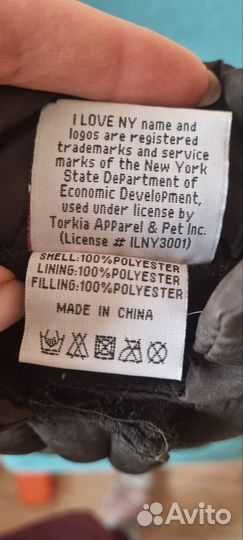 I LOVE NY name and
logos are registered
trademarks and service
marks of the New York
State Department of
Economic Development,
used under license by
Torkia Apparel & Pet Inc.
(License # ILNY3001)
SHELL:100%POLYESTER
LINING:100%POLYESTER
FILLING:100%POLYESTER
MADE IN CHINA
Avito